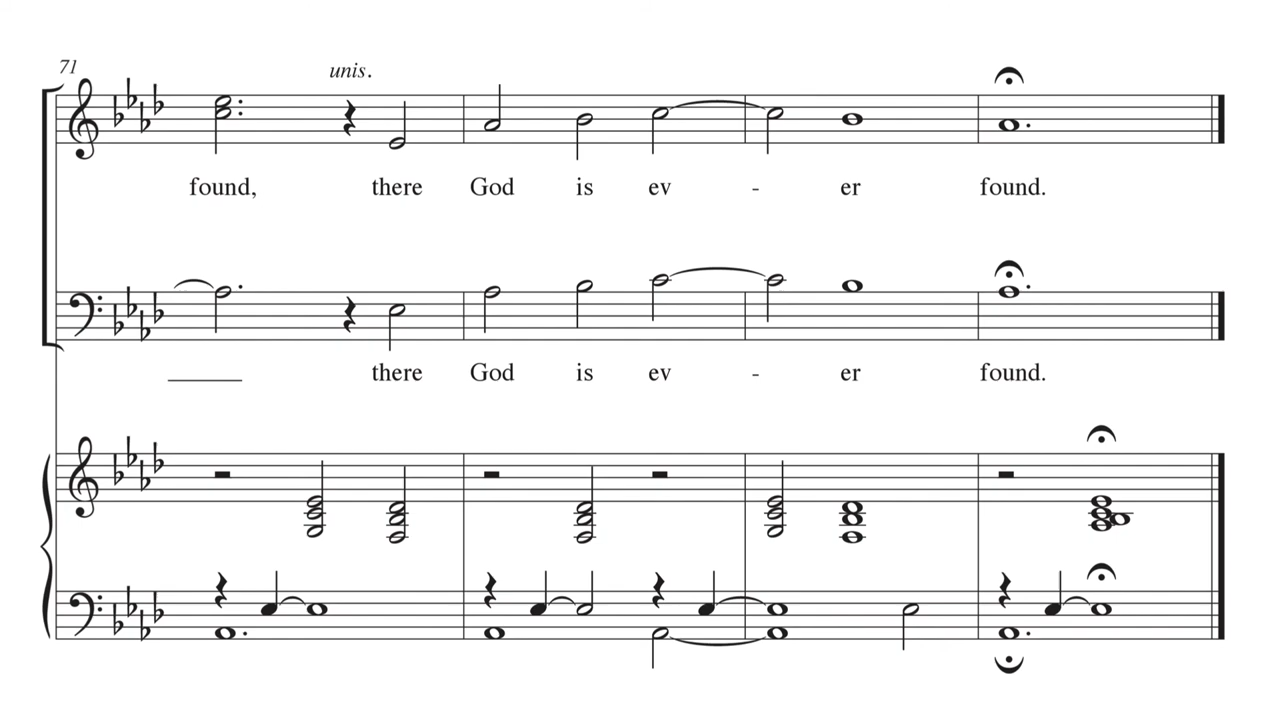 71
unis.
found, there God is ev - er found.
there God is ev - er found.